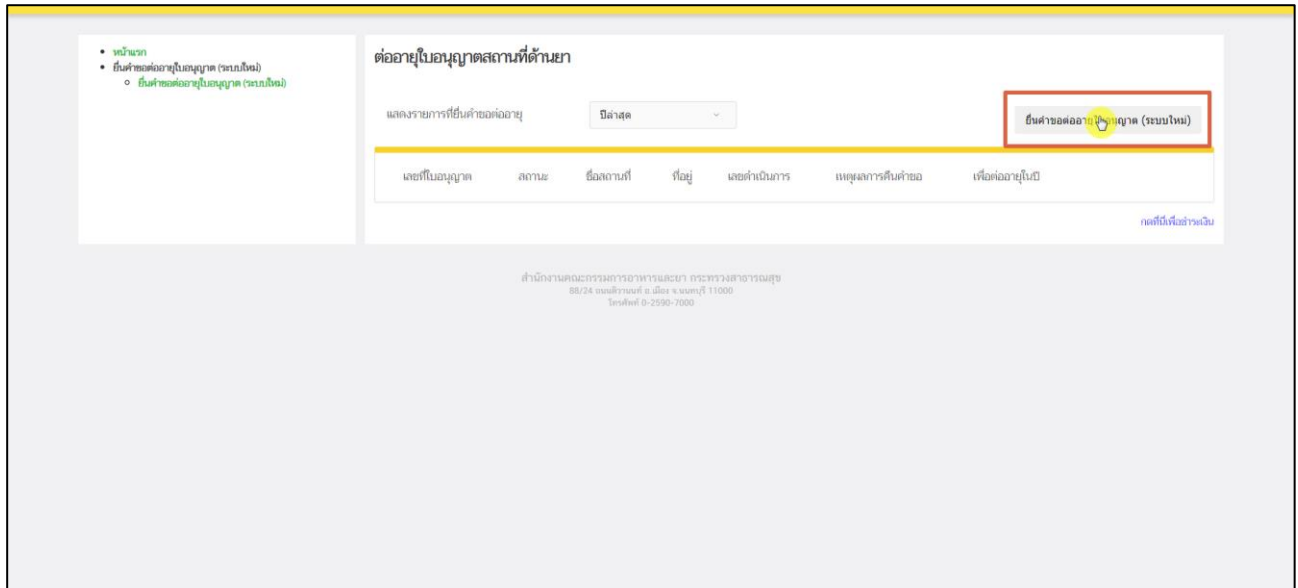 หน้าแรก
ยื่นคำขอต่ออายุใบอนุญาต (ระบบใหม่)
ยื่นคำขอต่ออายุใบอนุญาต (ระบบใหม่)
ต่ออายุใบอนุญาตสถานที่ด้านยา
แสดงรายการที่ยื่นคำขอต่ออายุ
ปีล่าสุด
ยื่นคำขอต่ออายุใบอนุญาต (ระบบใหม่)
เลขที่ใบอนุญาต สถานะ ชื่อสถานที่ ที่อยู่ เลขดำเนินการ เหตุผลการคืนคำขอ เพื่อต่ออายุในปี
กดที่นี่เพื่อชำระเงิน
สำนักงานคณะกรรมการอาหารและยา กระทรวงสาธารณสุข
88/24 ถนนติวานนท์ อ.เมือง จ.นนทบุรี 11000
โทรศัพท์ 0-2590-7000